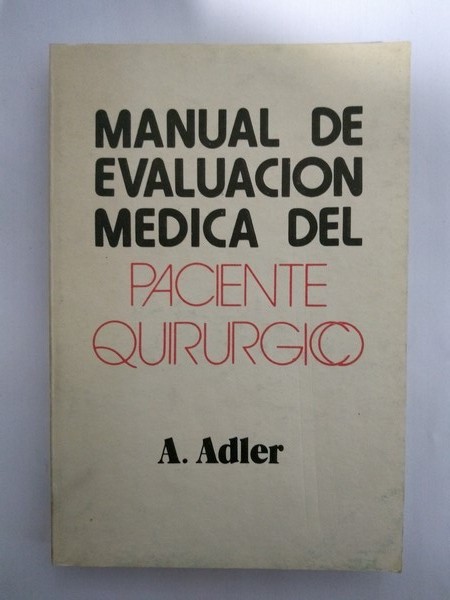 MANUAL DE
EVALUACION
MEDICA DEL
PACIENTE
QUIRURGICO
A. Adler